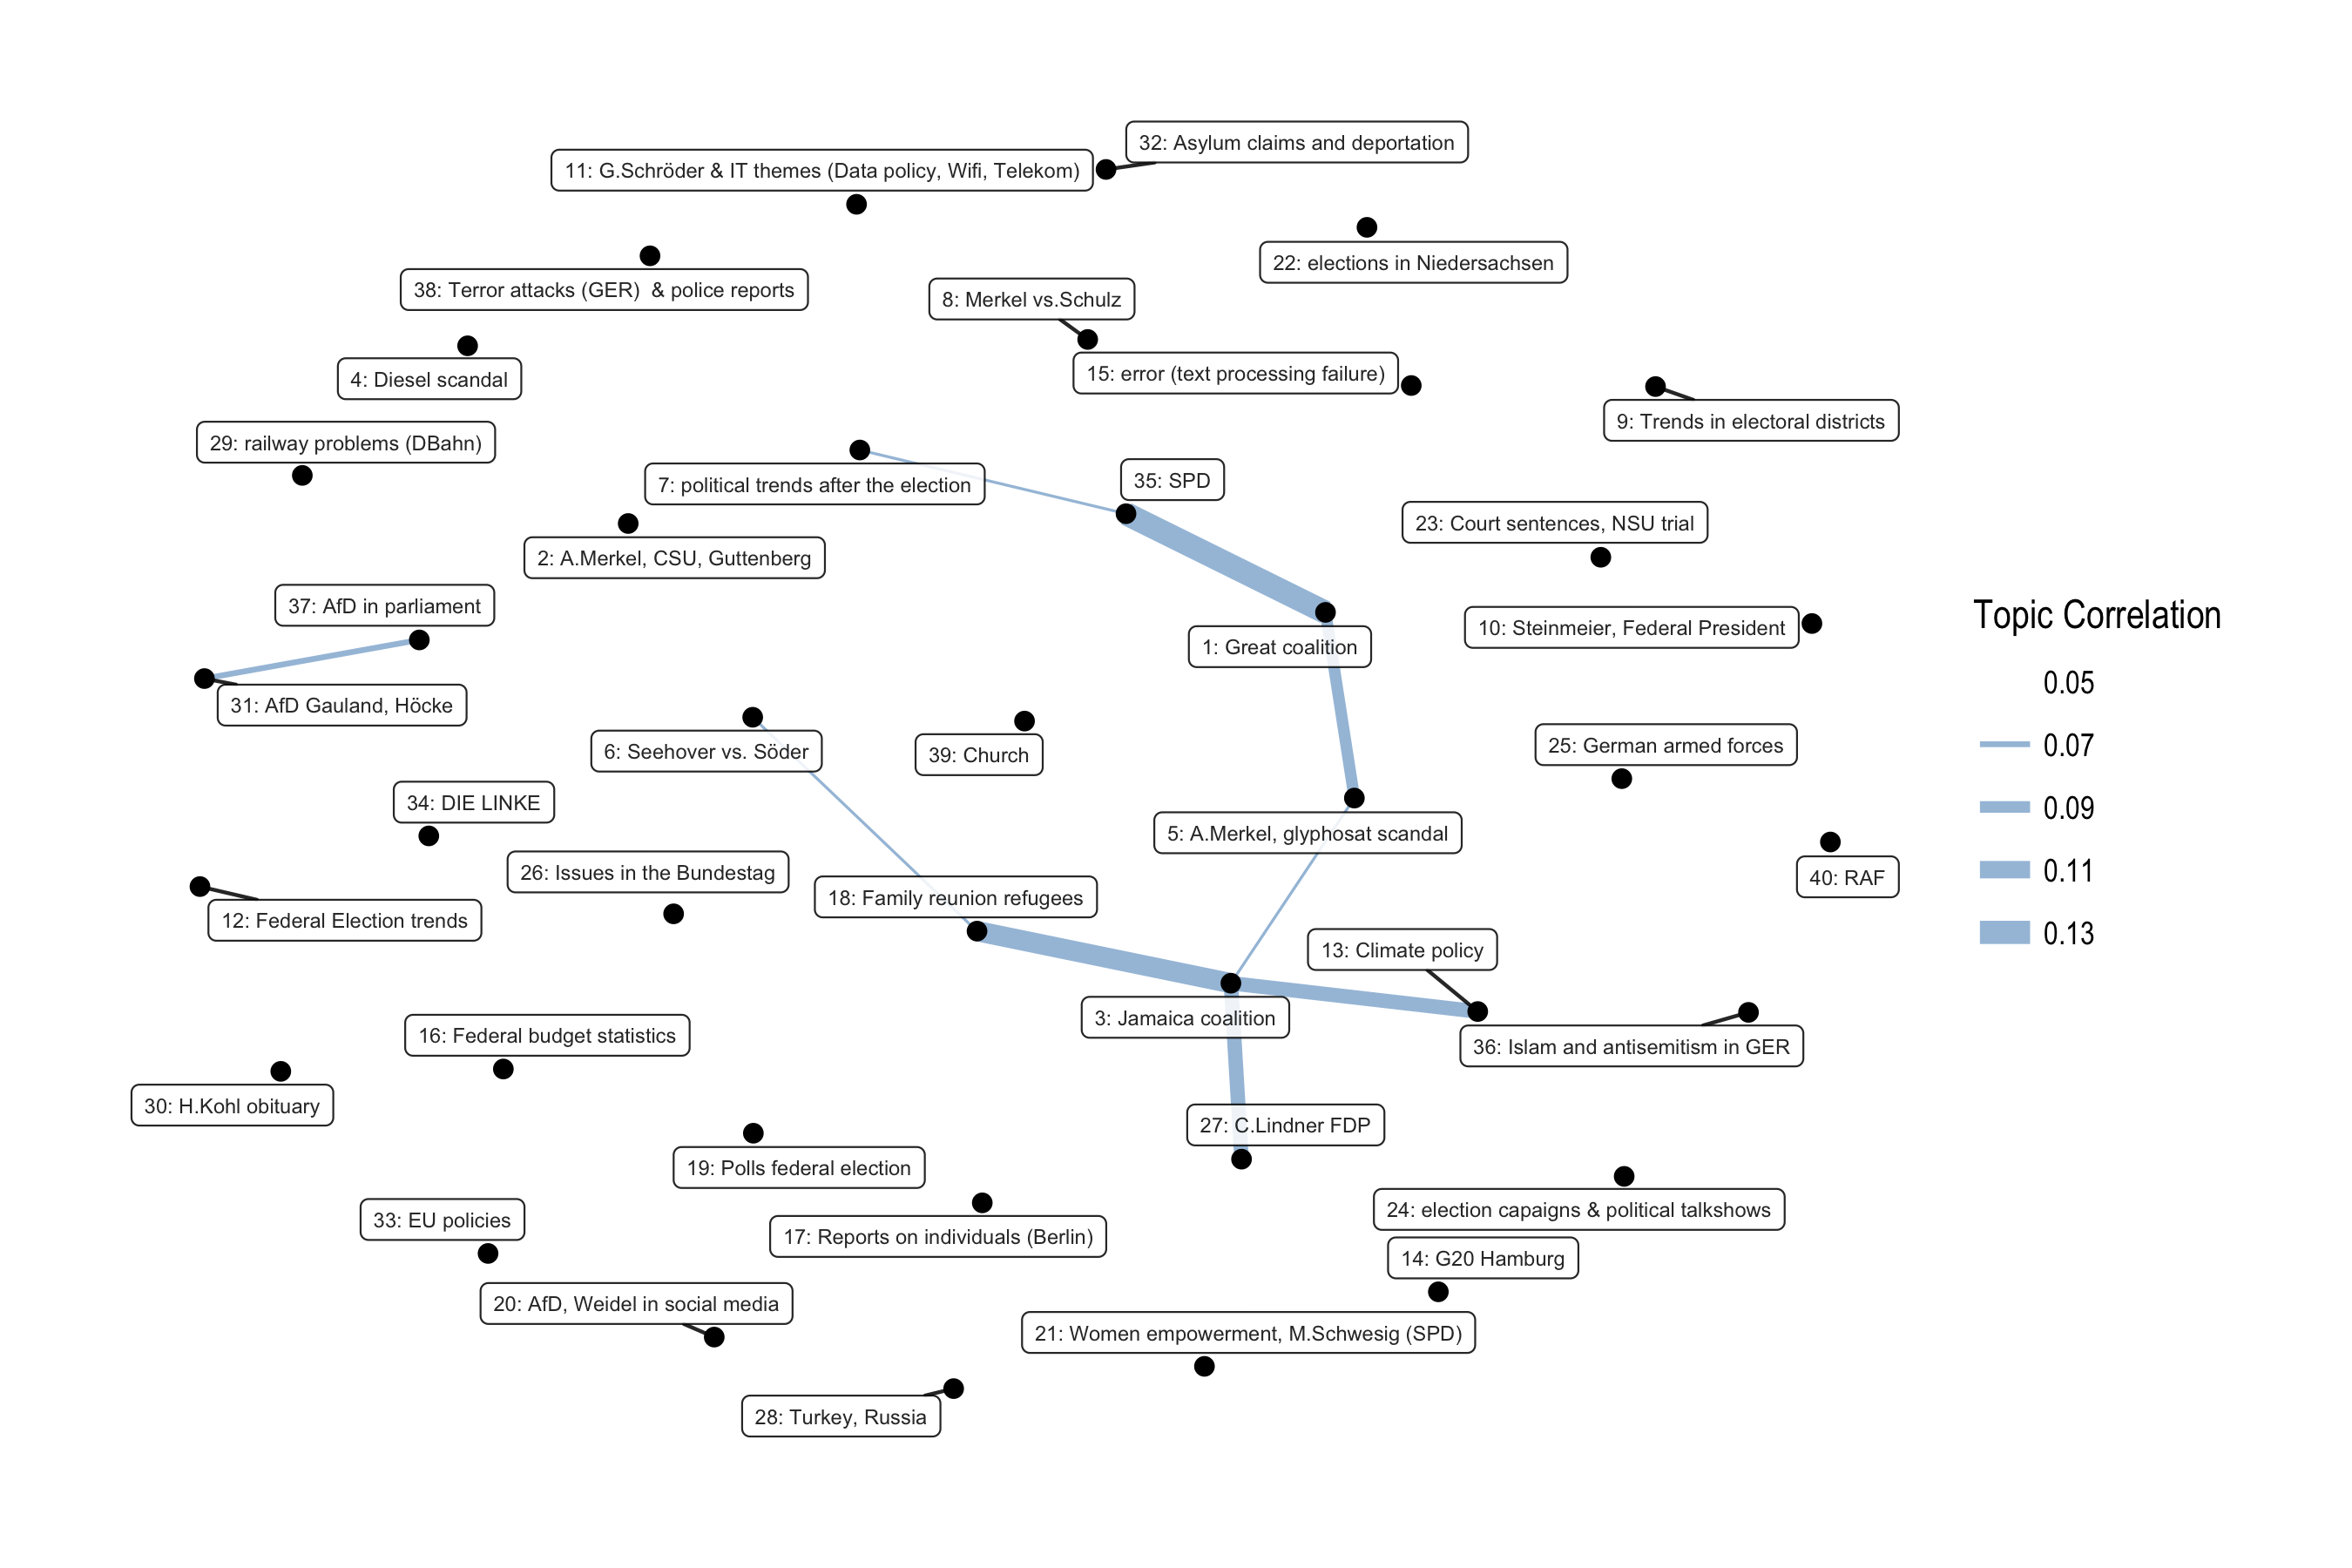 32: Asylum claims and deportation
11: G.Schröder & IT themes (Data policy, Wifi, Telekom)
22: elections in Niedersachsen
38: Terror attacks (GER)  & police reports
8: Merkel vs.Schulz
15: error (text processing failure)
4: Diesel scandal
9: Trends in electoral districts
29: railway problems (DBahn)
35: SPD
7: political trends after the election
23: Court sentences, NSU trial
2: A.Merkel, CSU, Guttenberg
37: AfD in parliament
10: Steinmeier, Federal President
1: Great coalition
31: AfD Gauland, Höcke
6: Seehover vs. Söder
39: Church
25: German armed forces
34: DIE LINKE
5: A.Merkel, glyphosat scandal
26: Issues in the Bundestag
40: RAF
18: Family reunion refugees
12: Federal Election trends
13: Climate policy
3: Jamaica coalition
16: Federal budget statistics
36: Islam and antisemitism in GER
30: H.Kohl obituary
27: C.Lindner FDP
19: Polls federal election
24: election capaigns & political talkshows
33: EU policies
17: Reports on individuals (Berlin)
14: G20 Hamburg
20: AfD, Weidel in social media
21: Women empowerment, M.Schwesig (SPD)
28: Turkey, Russia
Topic Correlation
0.05
0.07
0.09
0.11
0.13